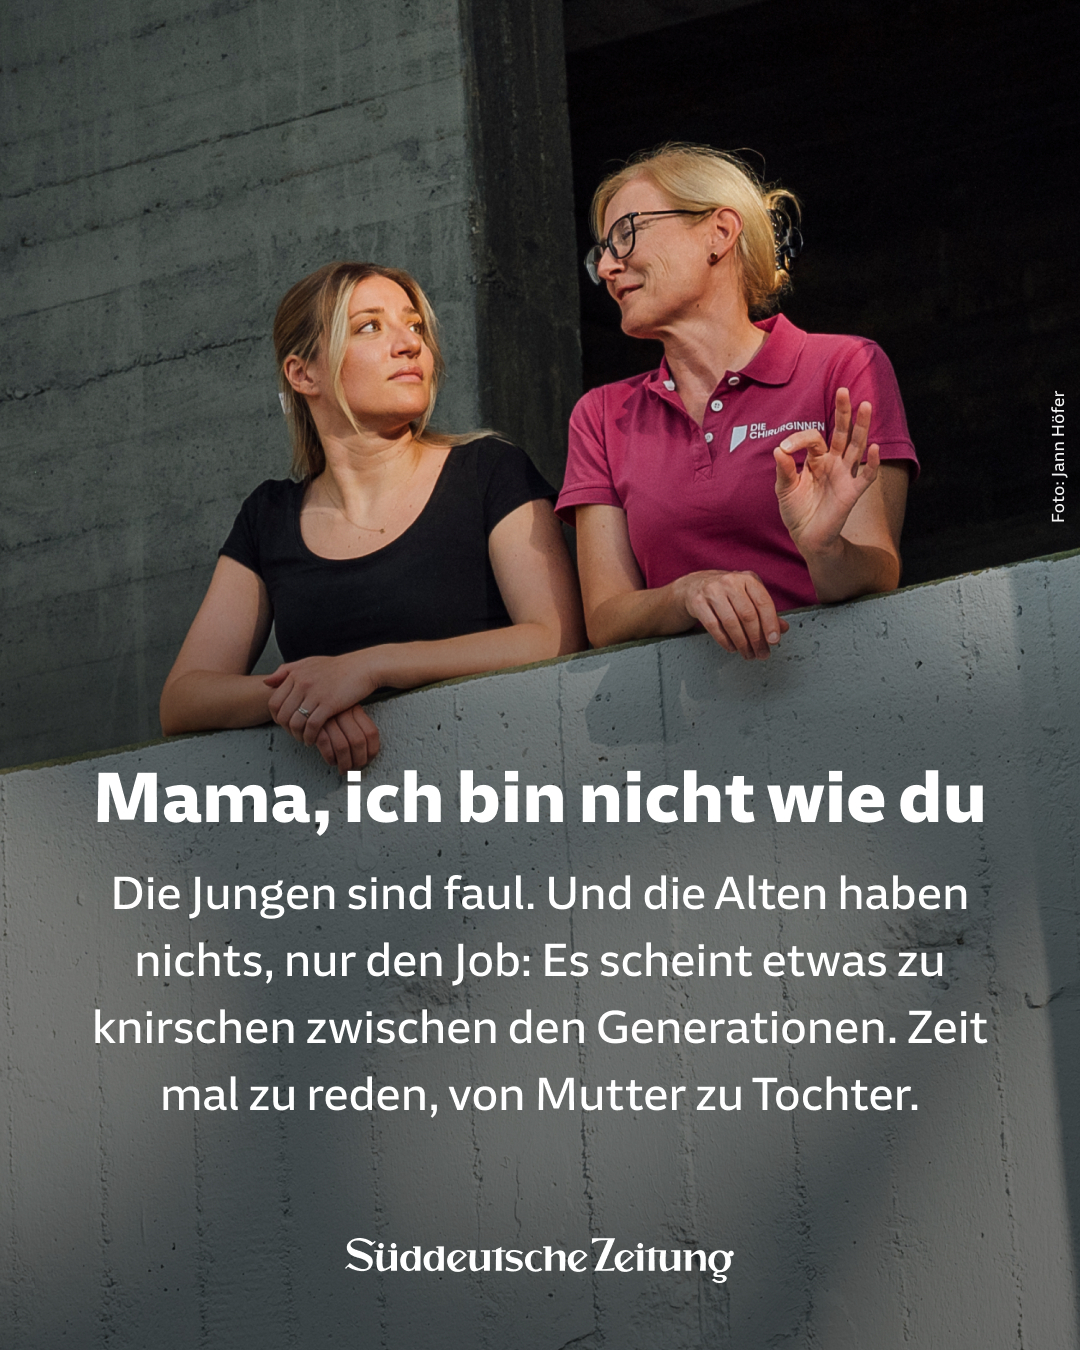 DIE
CHIRURGINNEN
Foto: Jann Höfer
Mama, ich bin nicht wie du
Die Jungen sind faul. Und die Alten haben
nichts, nur den Job: Es scheint etwas zu
knirschen zwischen den Generationen. Zeit
mal zu reden, von Mutter zu Tochter.
Süddeutsche Zeitung